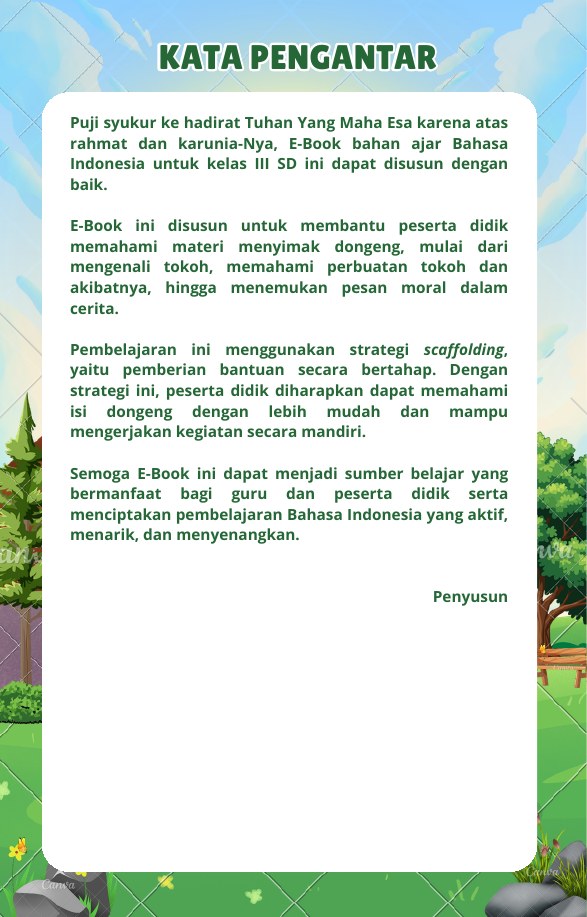 KATA PENGANTAR
Puji syukur ke hadirat Tuhan Yang Maha Esa karena atas
rahmat dan karunia-Nya, E-Book bahan ajar Bahasa
Indonesia untuk kelas III SD ini dapat disusun dengan
baik.
E-Book ini disusun untuk membantu peserta didik
memahami materi menyimak dongeng, mulai dari
mengenali tokoh, memahami perbuatan tokoh dan
akibatnya, hingga menemukan pesan moral dalam
cerita.
Pembelajaran ini menggunakan strategi scaffolding,
yaitu pemberian bantuan secara bertahap. Dengan
strategi ini, peserta didik diharapkan dapat memahami
isi dongeng dengan lebih mudah dan mampu
mengerjakan kegiatan secara mandiri.
Semoga E-Book ini dapat menjadi sumber belajar yang
bermanfaat bagi guru dan peserta didik serta
menciptakan pembelajaran Bahasa Indonesia yang aktif,
menarik, dan menyenangkan.
Penyusun
Canva
Canva